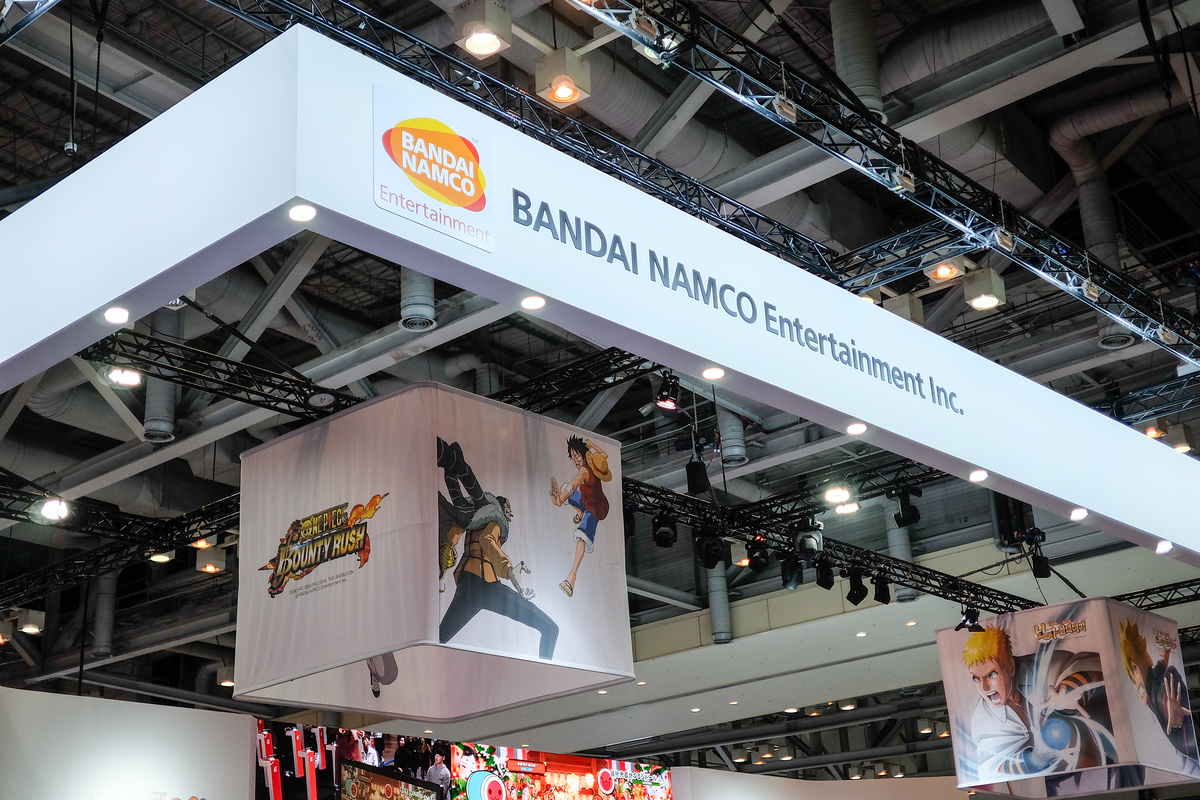 BANDAI
NAMCO
Entertainment
BANDAI NAMCO Entertainment Inc.
ONE PIECE
BOUNTY RUSH